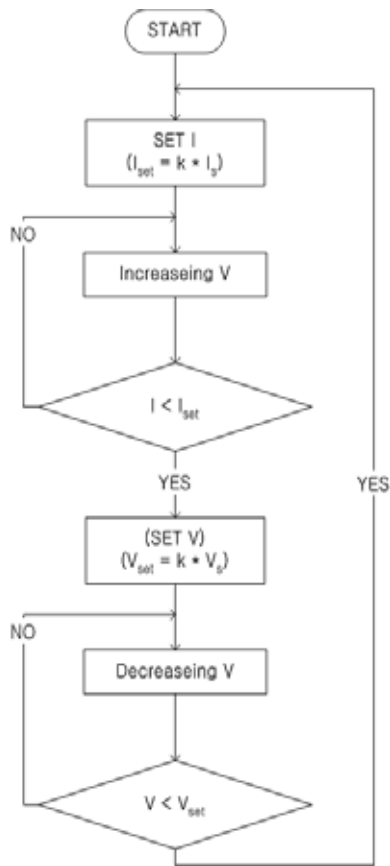 START
SET I
(I_set = k * I_s)
NO
Increaseing V
I < I_set
YES
YES
(SET V)
(V_set = k * V_s)
NO
Decreaseing V
V < V_set